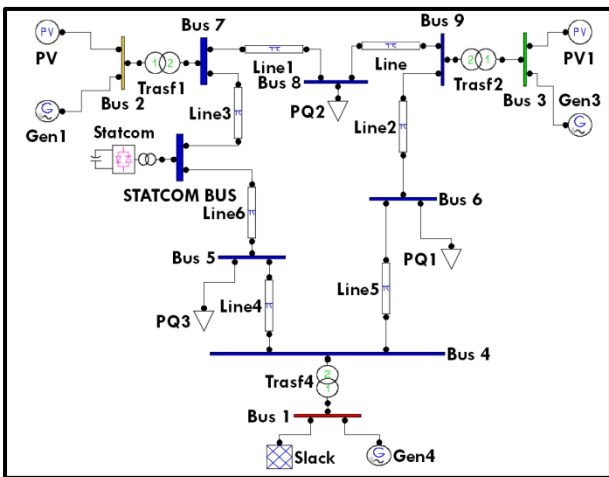 PV
Gen1
Bus 2
Trasf1
Bus 7
Line1
Bus 8
Line
Bus 9
Trasf2
Bus 3
PV1
Gen3
PQ2
Line3
Line2
Statcom
STATCOM BUS
Line6
Bus 6
PQ1
Bus 5
PQ3
Line4
Line5
Bus 4
Trasf4
Bus 1
Slack
Gen4
PV
PV
G
G
G
1 2
2 1
2
1
π
π
π
π
π
π
π